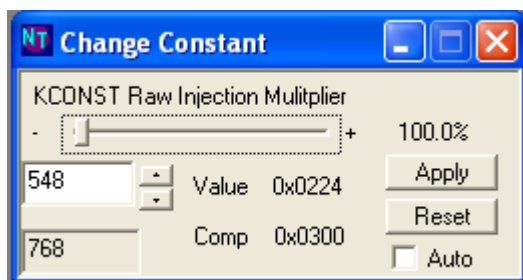 NT Change Constant
KCONST Raw Injection Mulitplier
- + 100.0%
548 Value 0x0224 Apply
768 Comp 0x0300 Reset
Auto